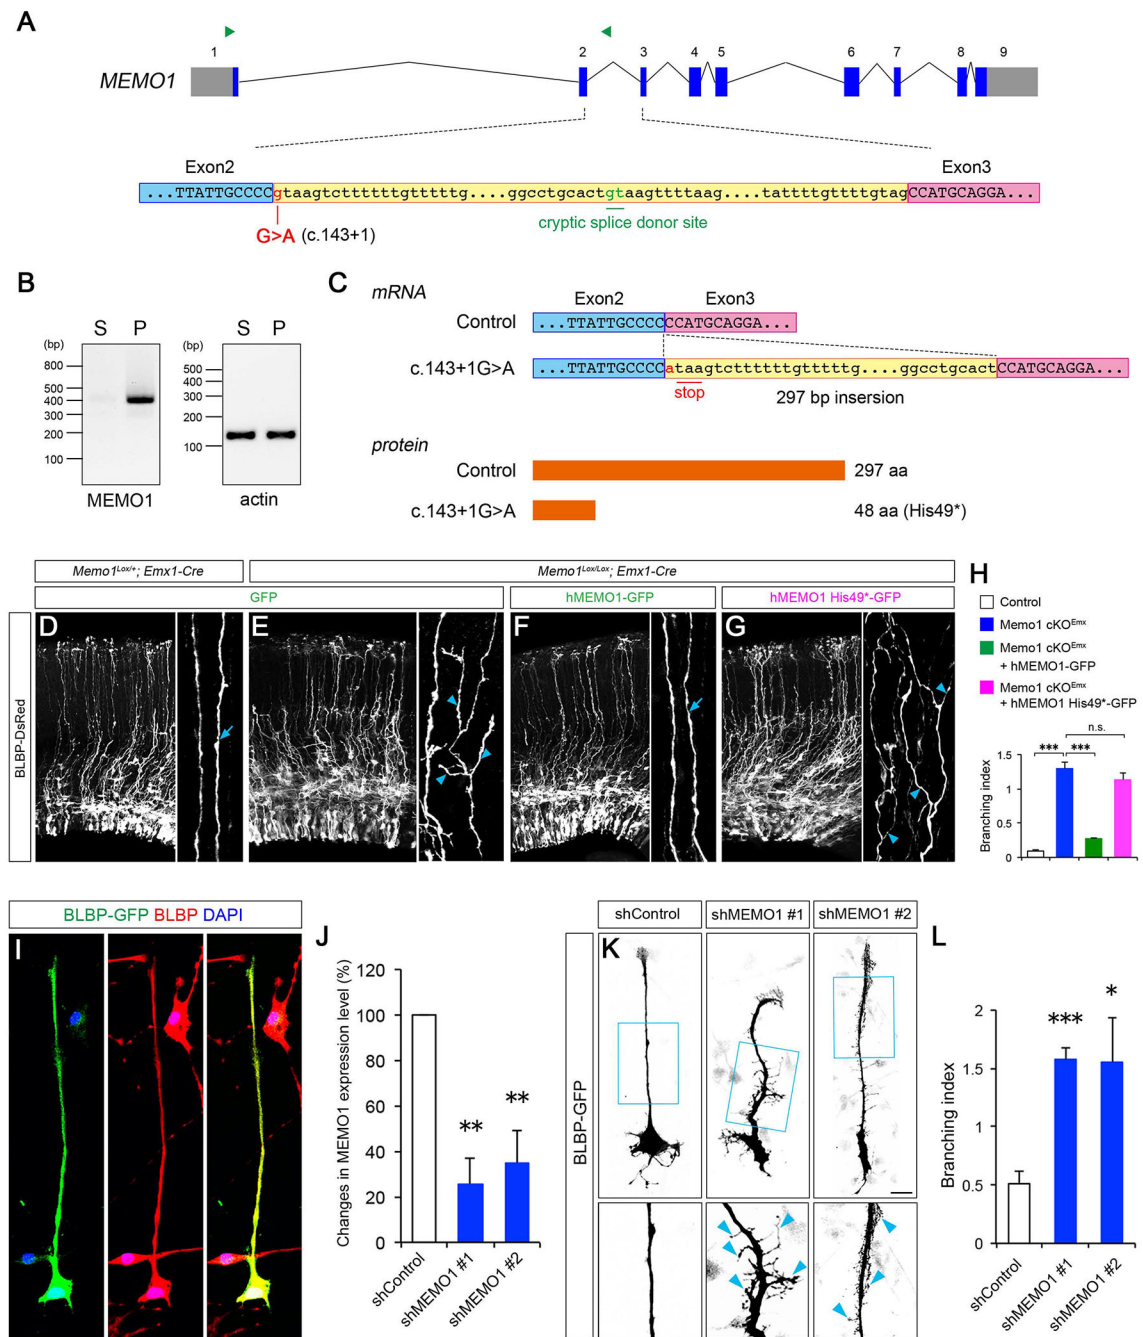 A
1 2 3 4 5 6 7 8 9
MEMO1
Exon2 Exon3
...TTATTGCCCCgtaagtcttttttgtttttg....ggcctgcactgtaagttttaag....tattttgttttgtagCCATGCAGGA...
G>A (c.143+1)
cryptic splice donor site
B
S P S P
(bp) (bp)
800
500
400
300
200
100
500
400
300
200
100
MEMO1 actin
C
mRNA
Exon2 Exon3
Control ...TTATTGCCCCCCATGCAGGA...
c.143+1G>A ...TTATTGCCCCataagtcttttttgtttttg....ggcctgcactCCATGCAGGA...
stop
297 bp insersion
protein
Control 297 aa
c.143+1G>A 48 aa (His49*)
Memo1Lox/+; Emx1-Cre Memo1Lox/Lox; Emx1-Cre
GFP hMEMO1-GFP hMEMO1 His49*-GFP
BLBP-DsRed
D E F G
H
Control
Memo1 cKOEmx
Memo1 cKOEmx
+ hMEMO1-GFP
Memo1 cKOEmx
+ hMEMO1 His49*-GFP
n.s.
*** ***
Branching index
1.5
1
0.5
0
BLBP-GFP BLBP DAPI
I
J
Changes in MEMO1 expression level (%)
120
100
80
60
40
20
0
** **
shControl
shMEMO1 #1
shMEMO1 #2
shControl shMEMO1 #1 shMEMO1 #2
K
BLBP-GFP
L
Branching index
2
1.5
1
0.5
0
*** *
shControl
shMEMO1 #1
shMEMO1 #2